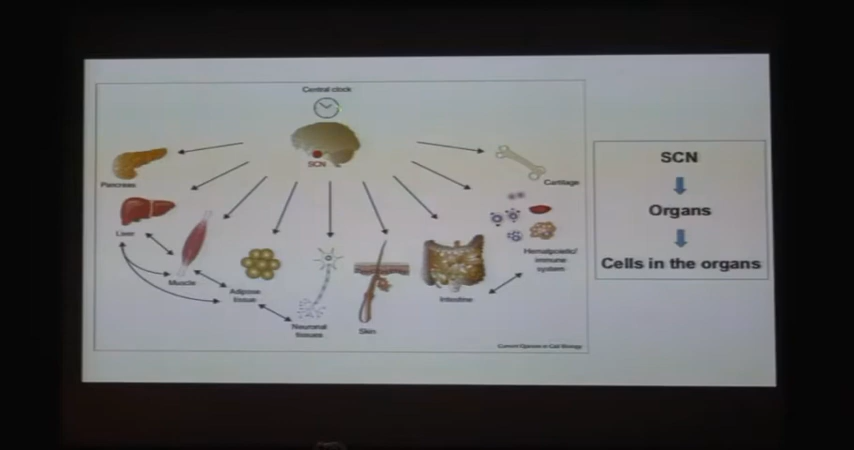 Central clock
SCN
Pancreas
Cartilage
Liver
Muscle
Adipose
tissue
Neuronal
tissues
Skin
Intestine
Hematpoietic/
immune
system
Current Opinion in Cell Biology
SCN
Organs
Cells in the organs